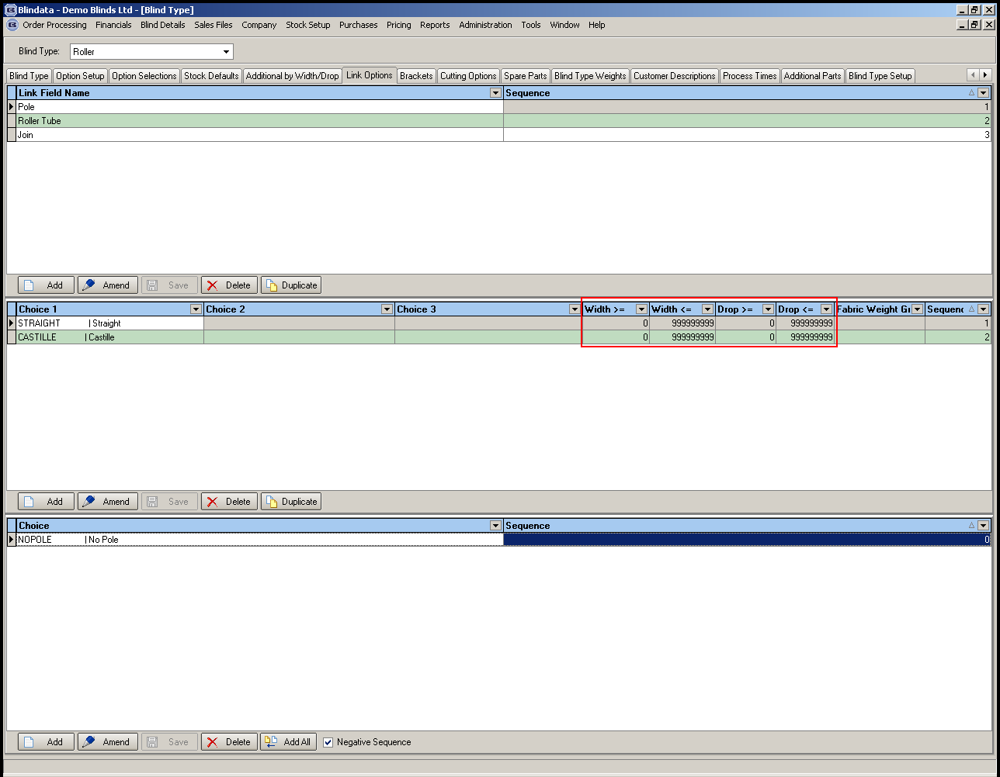 Blindata - Demo Blinds Ltd - [Blind Type]
Order Processing Financials Blind Details Sales Files Company Stock Setup Purchases Pricing Reports Administration Tools Window Help
Blind Type: Roller
Blind Type Option Setup Option Selections Stock Defaults Additional by Width/Drop Link Options Brackets Cutting Options Spare Parts Blind Type Weights Customer Descriptions Process Times Additional Parts Blind Type Setup
Link Field Name Sequence
Pole 1
Roller Tube 2
Join 3
Add Amend Save Delete Duplicate
Choice 1 Choice 2 Choice 3 Width >= Width <= Drop >= Drop <= Fabric Weight Gr Sequenc
STRAIGHT | Straight 0 999999999 0 999999999 1
CASTILLE | Castille 0 999999999 0 999999999 2
Add Amend Save Delete Duplicate
Choice Sequence
NOPOLE | No Pole 0
Add Amend Save Delete Add All Negative Sequence